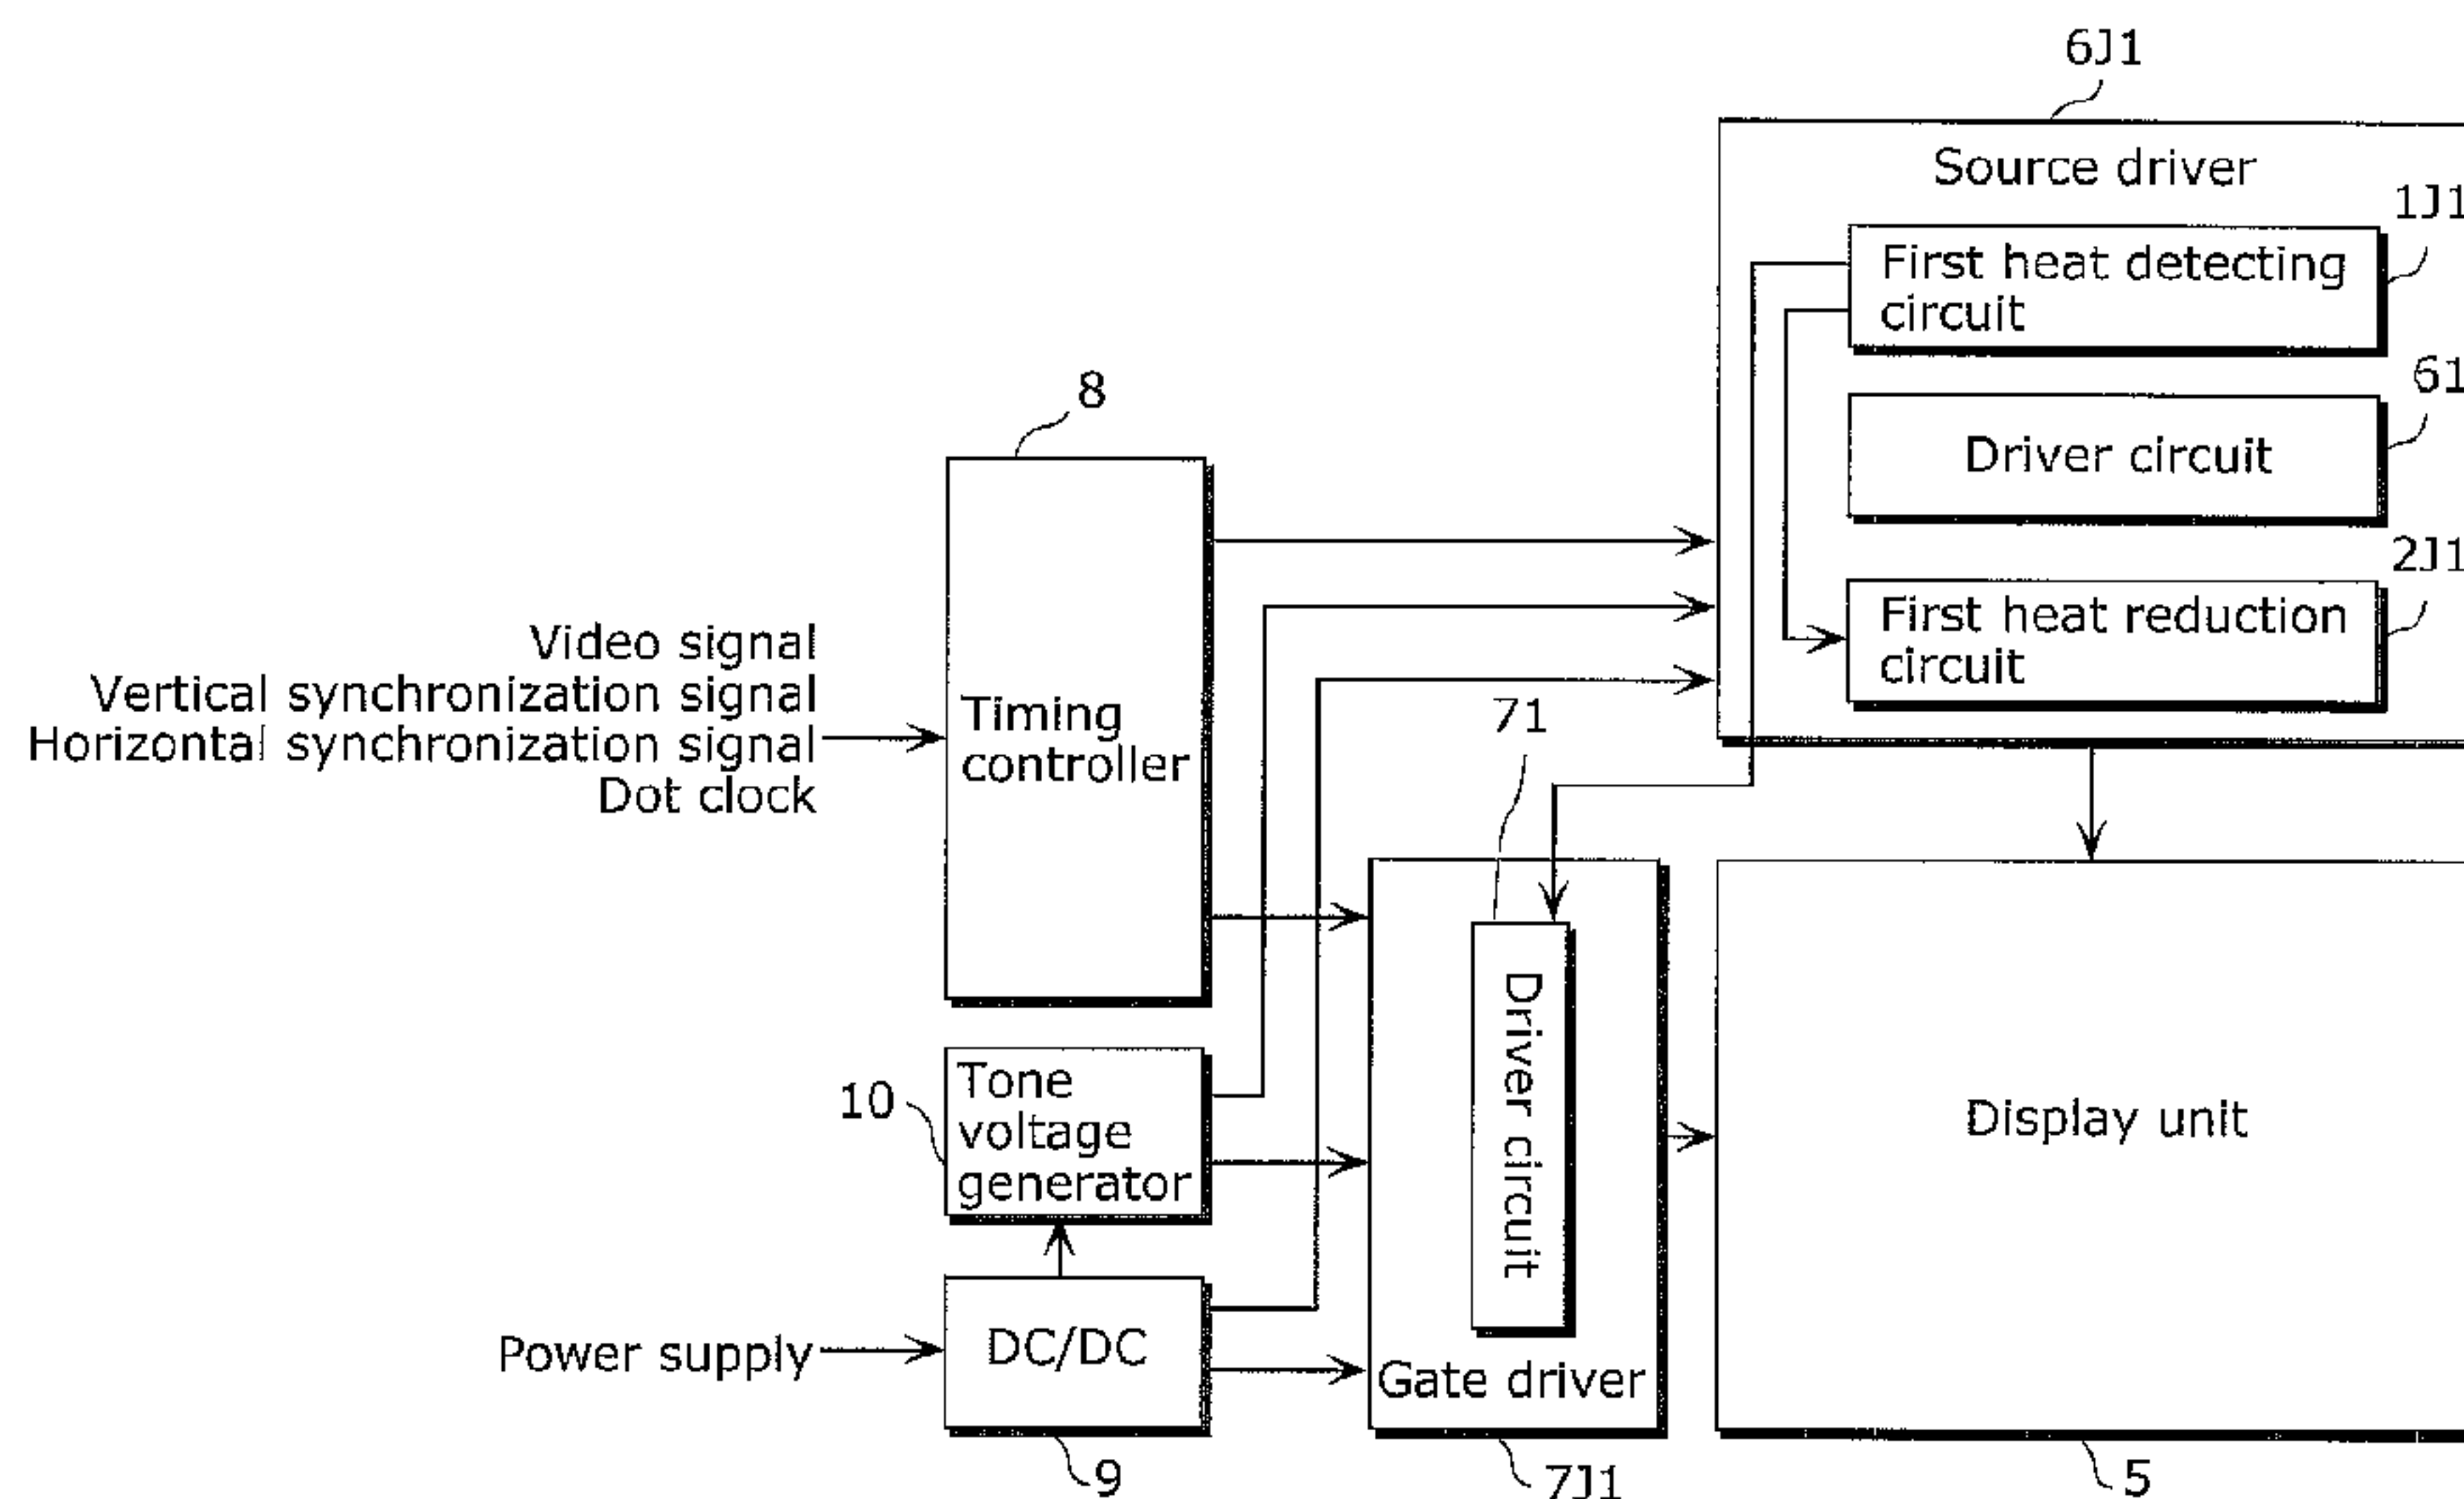 6J1
Source driver
1J1
First heat detecting
circuit
61
Driver circuit
2J1
First heat reduction
circuit
8
Timing
controller
Video signal
Vertical synchronization signal
Horizontal synchronization signal
Dot clock
71
Driver circuit
Gate driver
7J1
10
Tone
voltage
generator
Power supply
DC/DC
9
Display unit
5